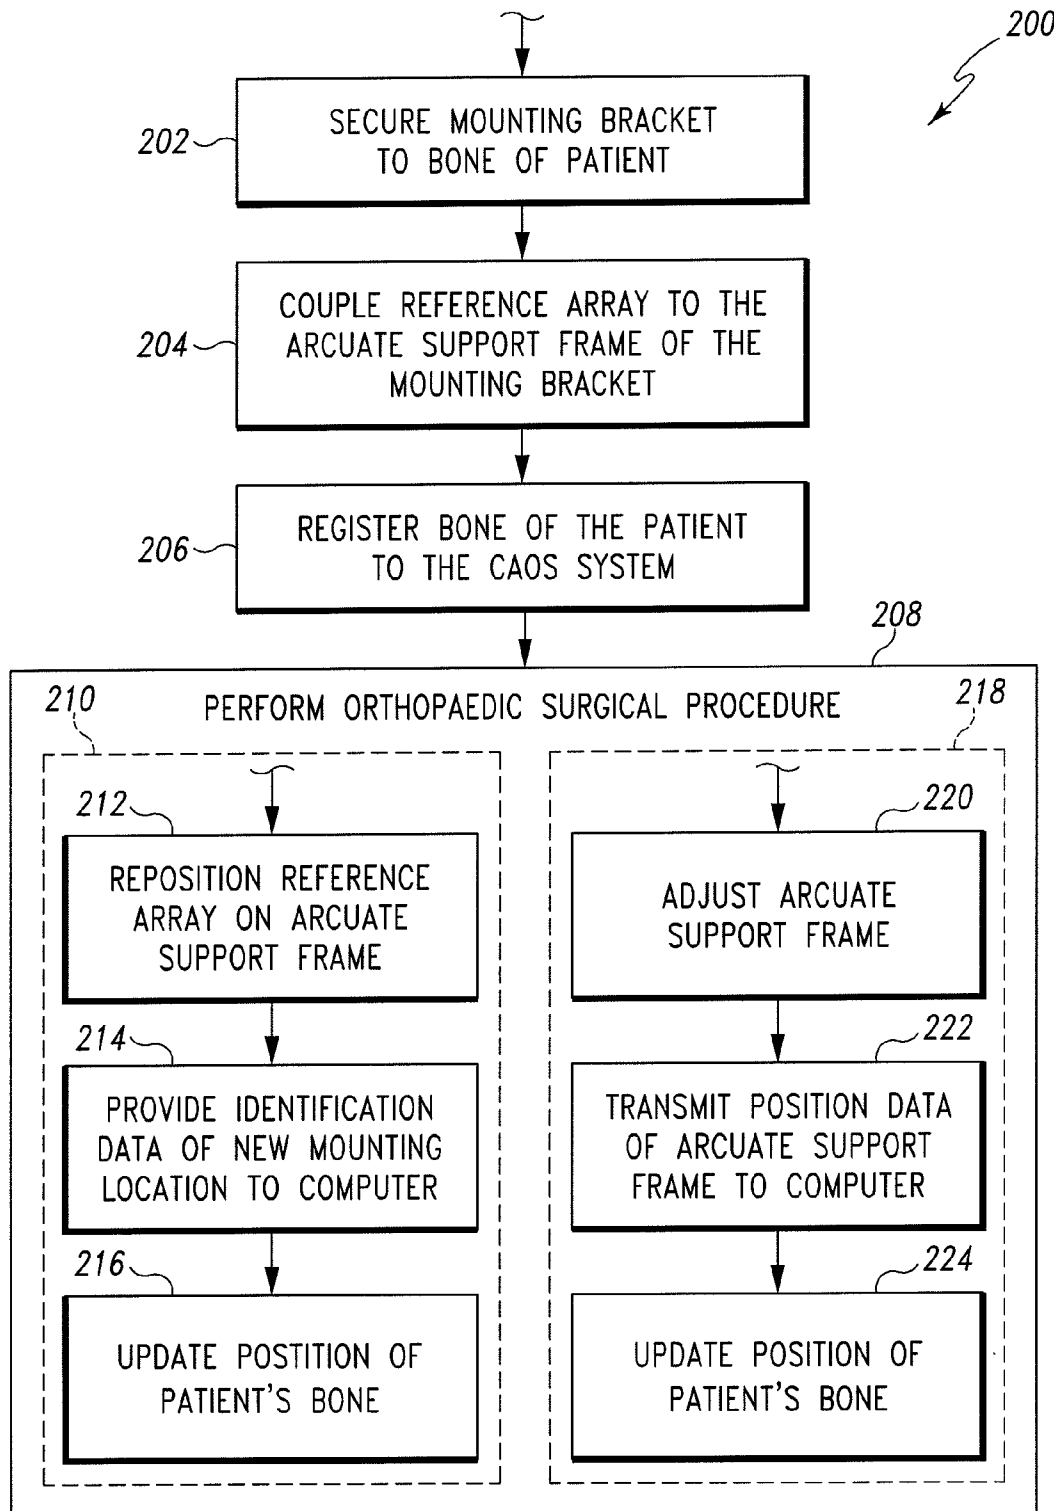 200
202
SECURE MOUNTING BRACKET
TO BONE OF PATIENT
204
COUPLE REFERENCE ARRAY TO THE
ARCUATE SUPPORT FRAME OF THE
MOUNTING BRACKET
206
REGISTER BONE OF THE PATIENT
TO THE CAOS SYSTEM
208
PERFORM ORTHOPAEDIC SURGICAL PROCEDURE
210
212
REPOSITION REFERENCE
ARRAY ON ARCUATE
SUPPORT FRAME
214
PROVIDE IDENTIFICATION
DATA OF NEW MOUNTING
LOCATION TO COMPUTER
216
UPDATE POSTITION OF
PATIENT'S BONE
218
220
ADJUST ARCUATE
SUPPORT FRAME
222
TRANSMIT POSITION DATA
OF ARCUATE SUPPORT
FRAME TO COMPUTER
224
UPDATE POSITION OF
PATIENT'S BONE